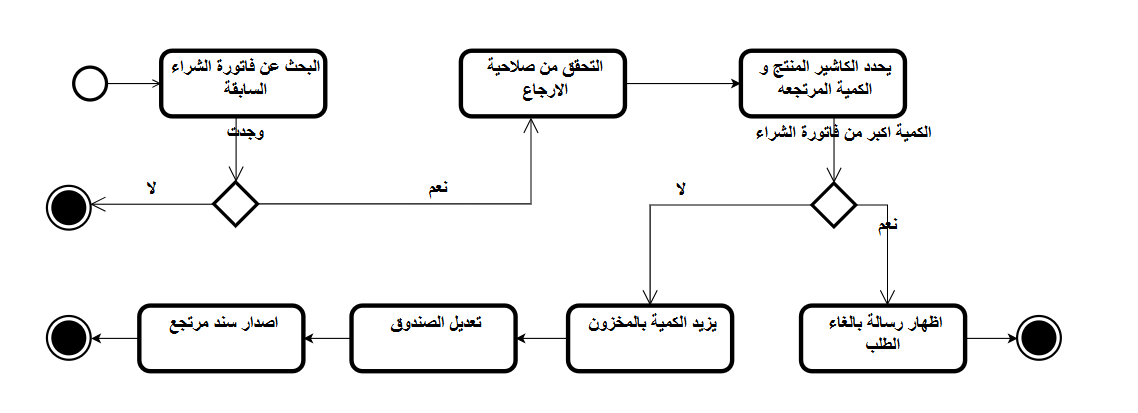 البحث عن فاتورة الشراء
السابقة
التحقق من صلاحية
الارجاع
يحدد الكاشير المنتج و
الكمية المرتجعه
وجدت
الكمية اكبر من فاتورة الشراء
لا
نعم
لا
نعم
اصدار سند مرتجع
تعديل الصندوق
يزيد الكمية بالمخزون
اظهار رسالة بالغاء
الطلب